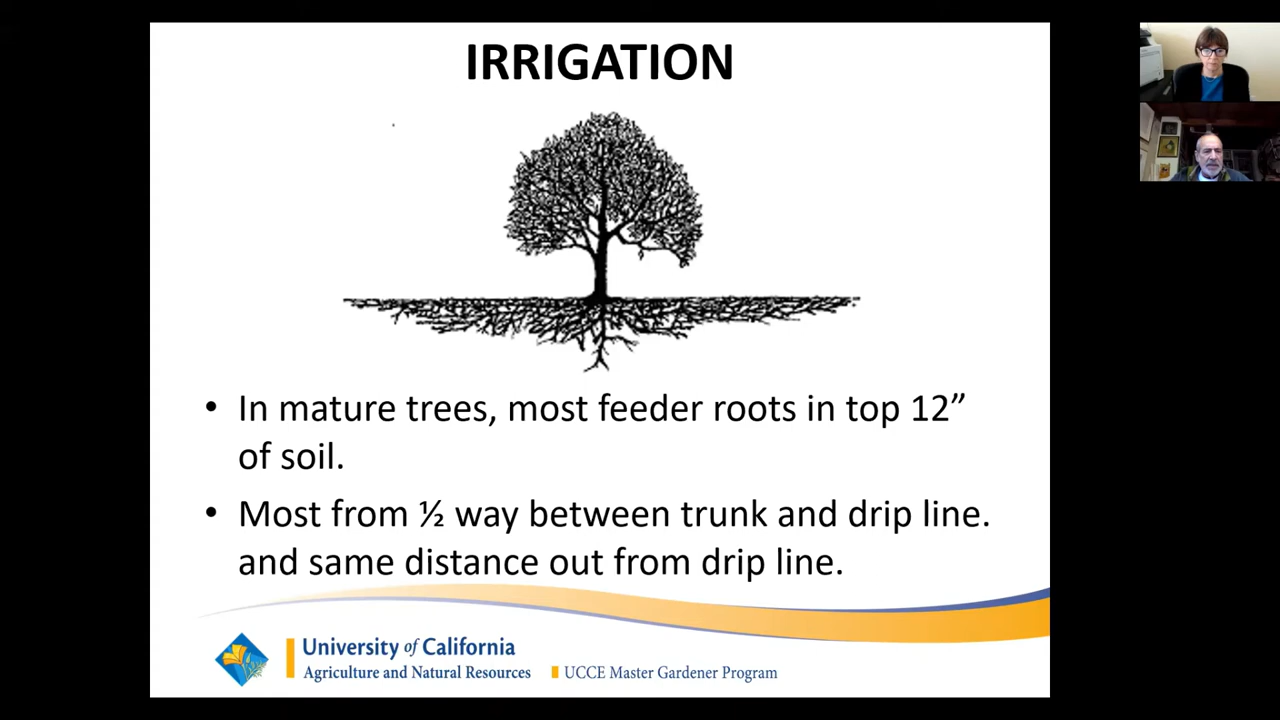 IRRIGATION
• In mature trees, most feeder roots in top 12”
of soil.
• Most from ½ way between trunk and drip line.
and same distance out from drip line.
University of California
Agriculture and Natural Resources
UCCE Master Gardener Program